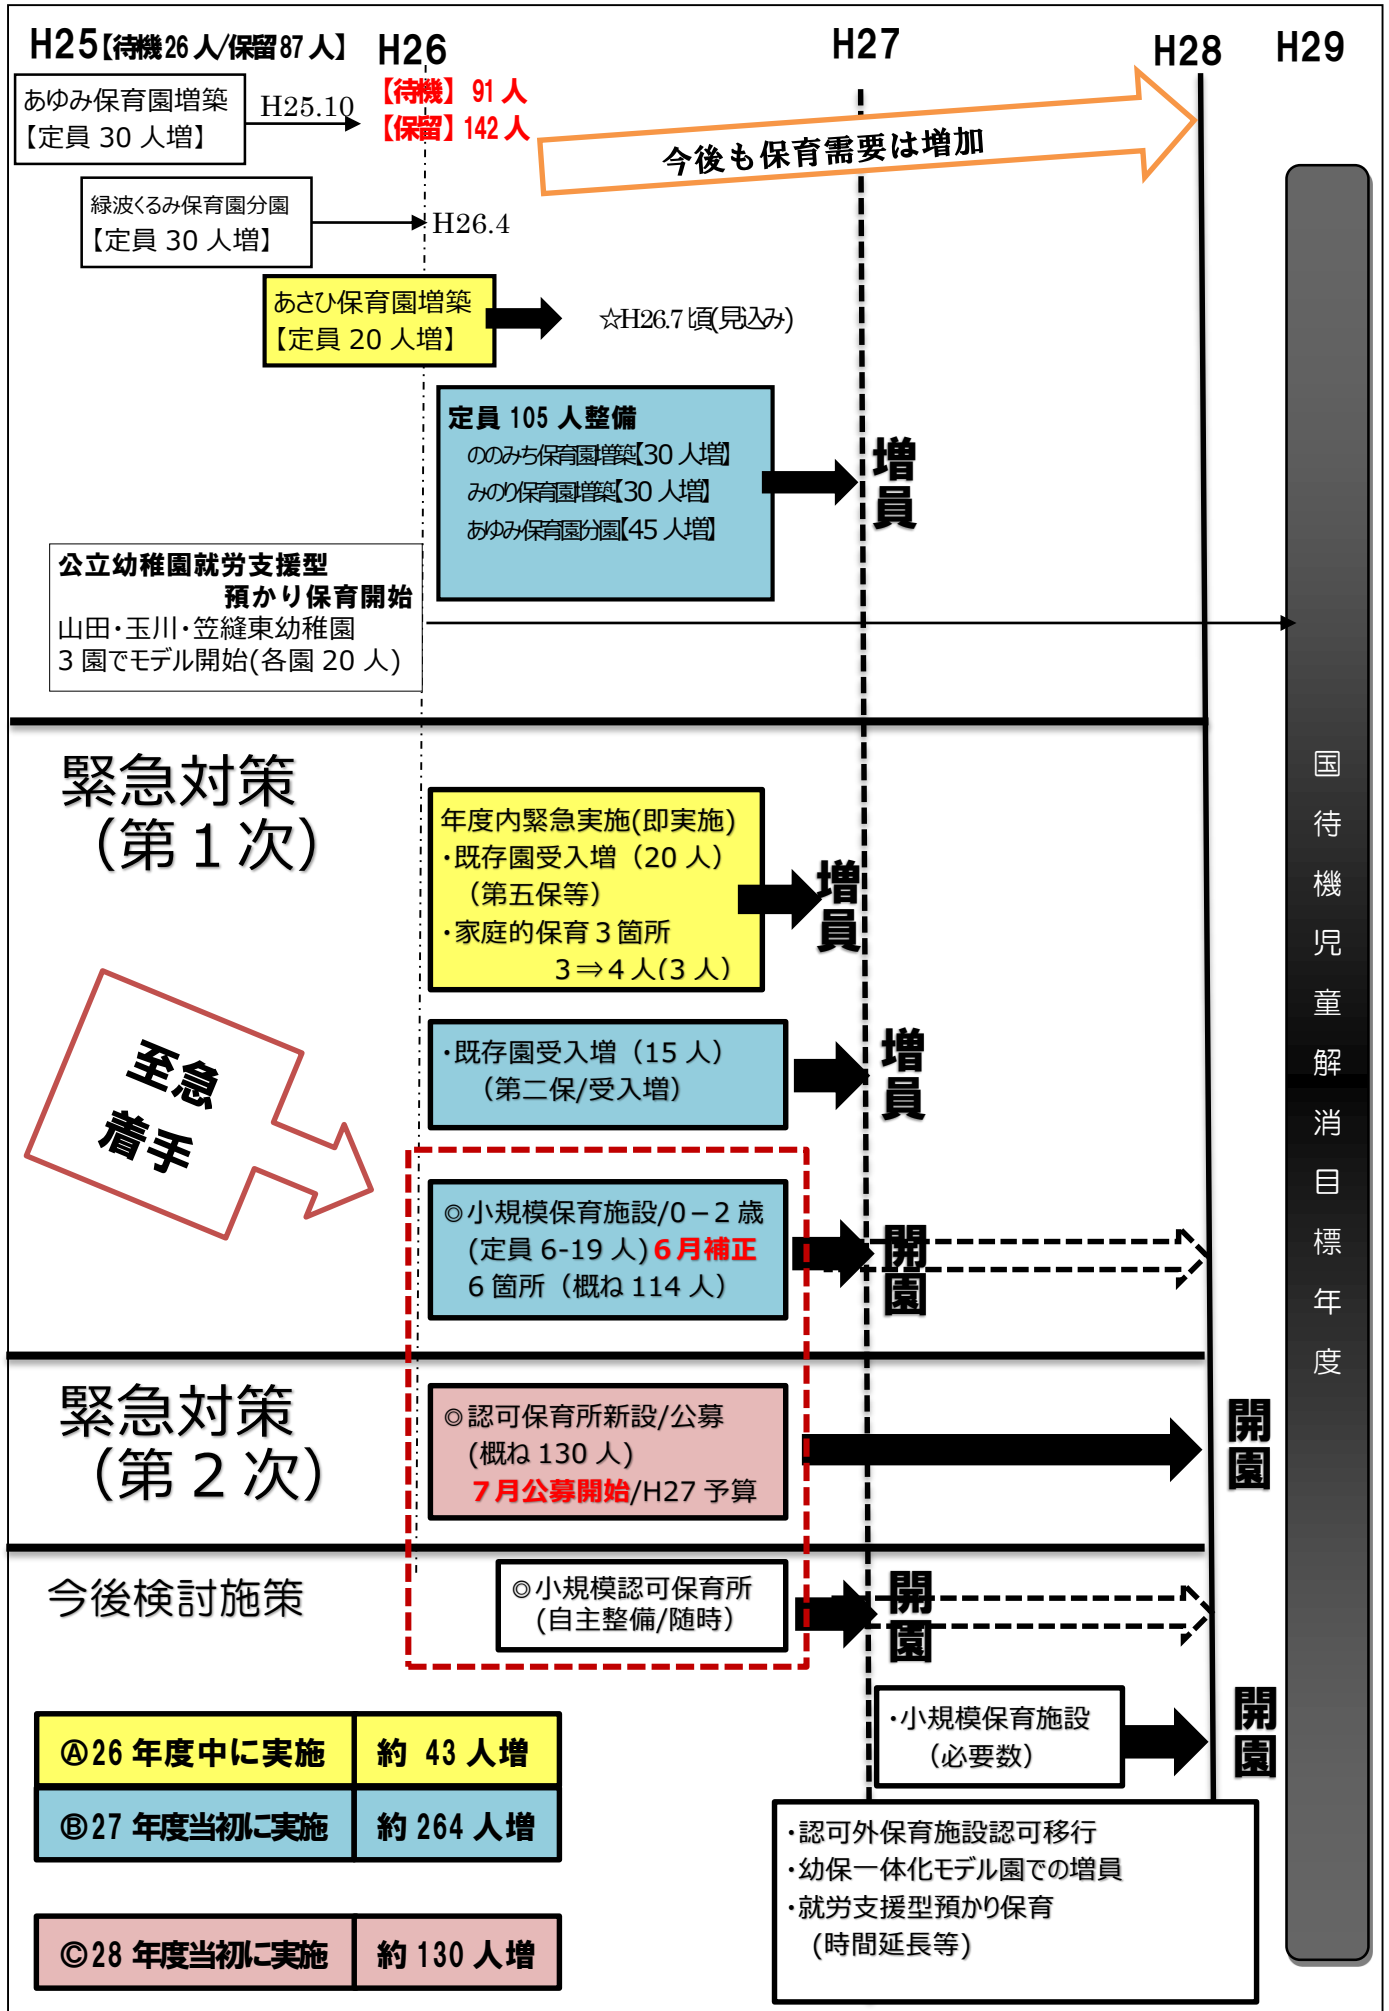 H25【待機26人/保留87人】 H26 H27 H28 H29
【待機】 91人
【保留】142人
あゆみ保育園増築
【定員30人増】
H25.10
今後も保育需要は増加
緑波くるみ保育園分園
【定員30人増】
H26.4
あさひ保育園増築
【定員20人増】
☆H26.7頃(見込み)
定員105人整備
ののみち保育園増築【30人増】
みのり保育園増築【30人増】
あゆみ保育園分園【45人増】
増員
公立幼稚園就労支援型
預かり保育開始
山田・玉川・笠縫東幼稚園
3園でモデル開始(各園20人)
国待機児童解消目標年度
緊急対策
（第1次）
年度内緊急実施(即実施)
・既存園受入増（20人）
（第五保等）
・家庭的保育3箇所
3⇒4人(3人)
増員
至急
着手
・既存園受入増（15人）
（第二保/受入増）
増員
◎小規模保育施設/0－2歳
(定員6-19人)6月補正
6箇所（概ね114人）
開園
緊急対策
（第2次）
◎認可保育所新設/公募
(概ね130人)
7月公募開始/H27予算
開園
今後検討施策
◎小規模認可保育所
(自主整備/随時)
開園
・小規模保育施設
（必要数）
開園
Ⓐ26年度中に実施 約 43人増
Ⓑ27年度当初に実施 約264人増
Ⓒ28年度当初に実施 約130人増
・認可外保育施設認可移行
・幼保一体化モデル園での増員
・就労支援型預かり保育
(時間延長等)